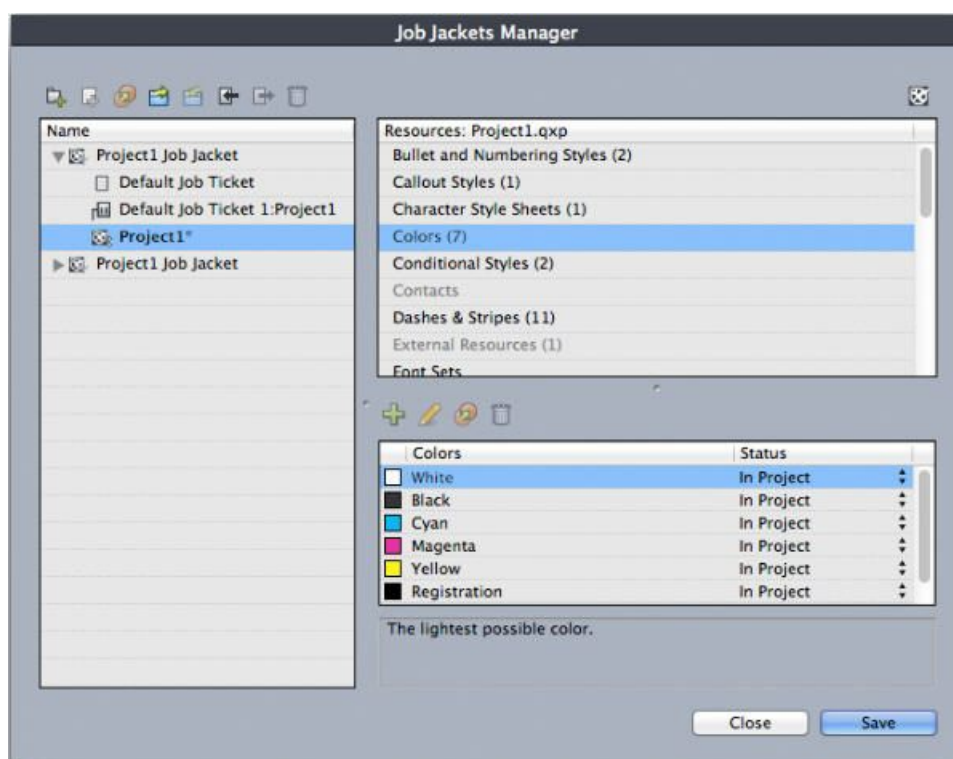 Job Jackets Manager
Name
Project1 Job Jacket
Default Job Ticket
Default Job Ticket 1:Project1
Project1*
Project1 Job Jacket
Resources: Project1.qxp
Bullet and Numbering Styles (2)
Callout Styles (1)
Character Style Sheets (1)
Colors (7)
Conditional Styles (2)
Contacts
Dashes & Stripes (11)
External Resources (1)
Font Sets
Colors Status
White In Project
Black In Project
Cyan In Project
Magenta In Project
Yellow In Project
Registration In Project
The lightest possible color.
Close Save